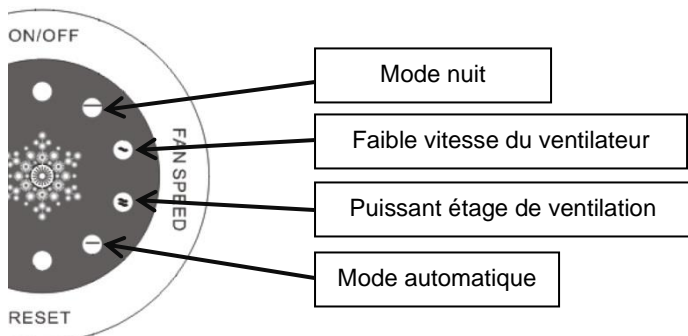 ON/OFF
Mode nuit
Faible vitesse du ventilateur
FAN SPEED
Puissant étage de ventilation
Mode automatique
RESET